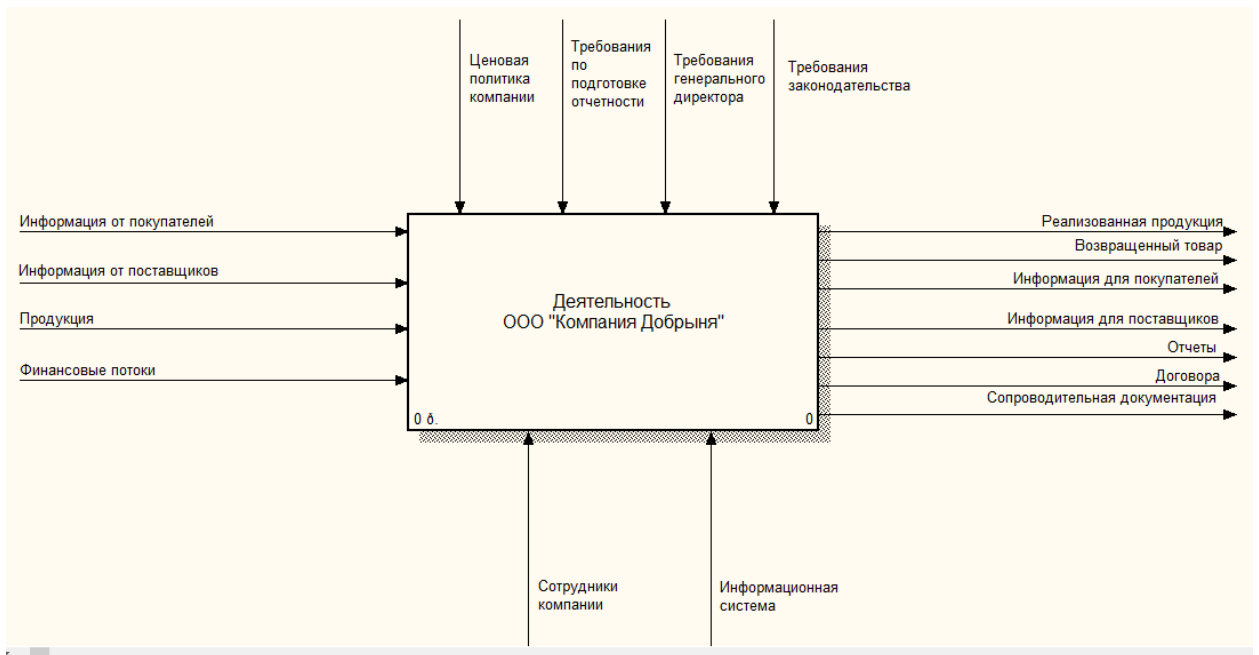 Ценовая
политика
компании
Требования
по
подготовке
отчетности
Требования
генерального
директора
Требования
законодательства
Информация от покупателей
Информация от поставщиков
Продукция
Финансовые потоки
Деятельность
ООО "Компания Добрыня"
0 ð.
0
Реализованная продукция
Возвращенный товар
Информация для покупателей
Информация для поставщиков
Отчеты
Договора
Сопроводительная документация
Сотрудники
компании
Информационная
система